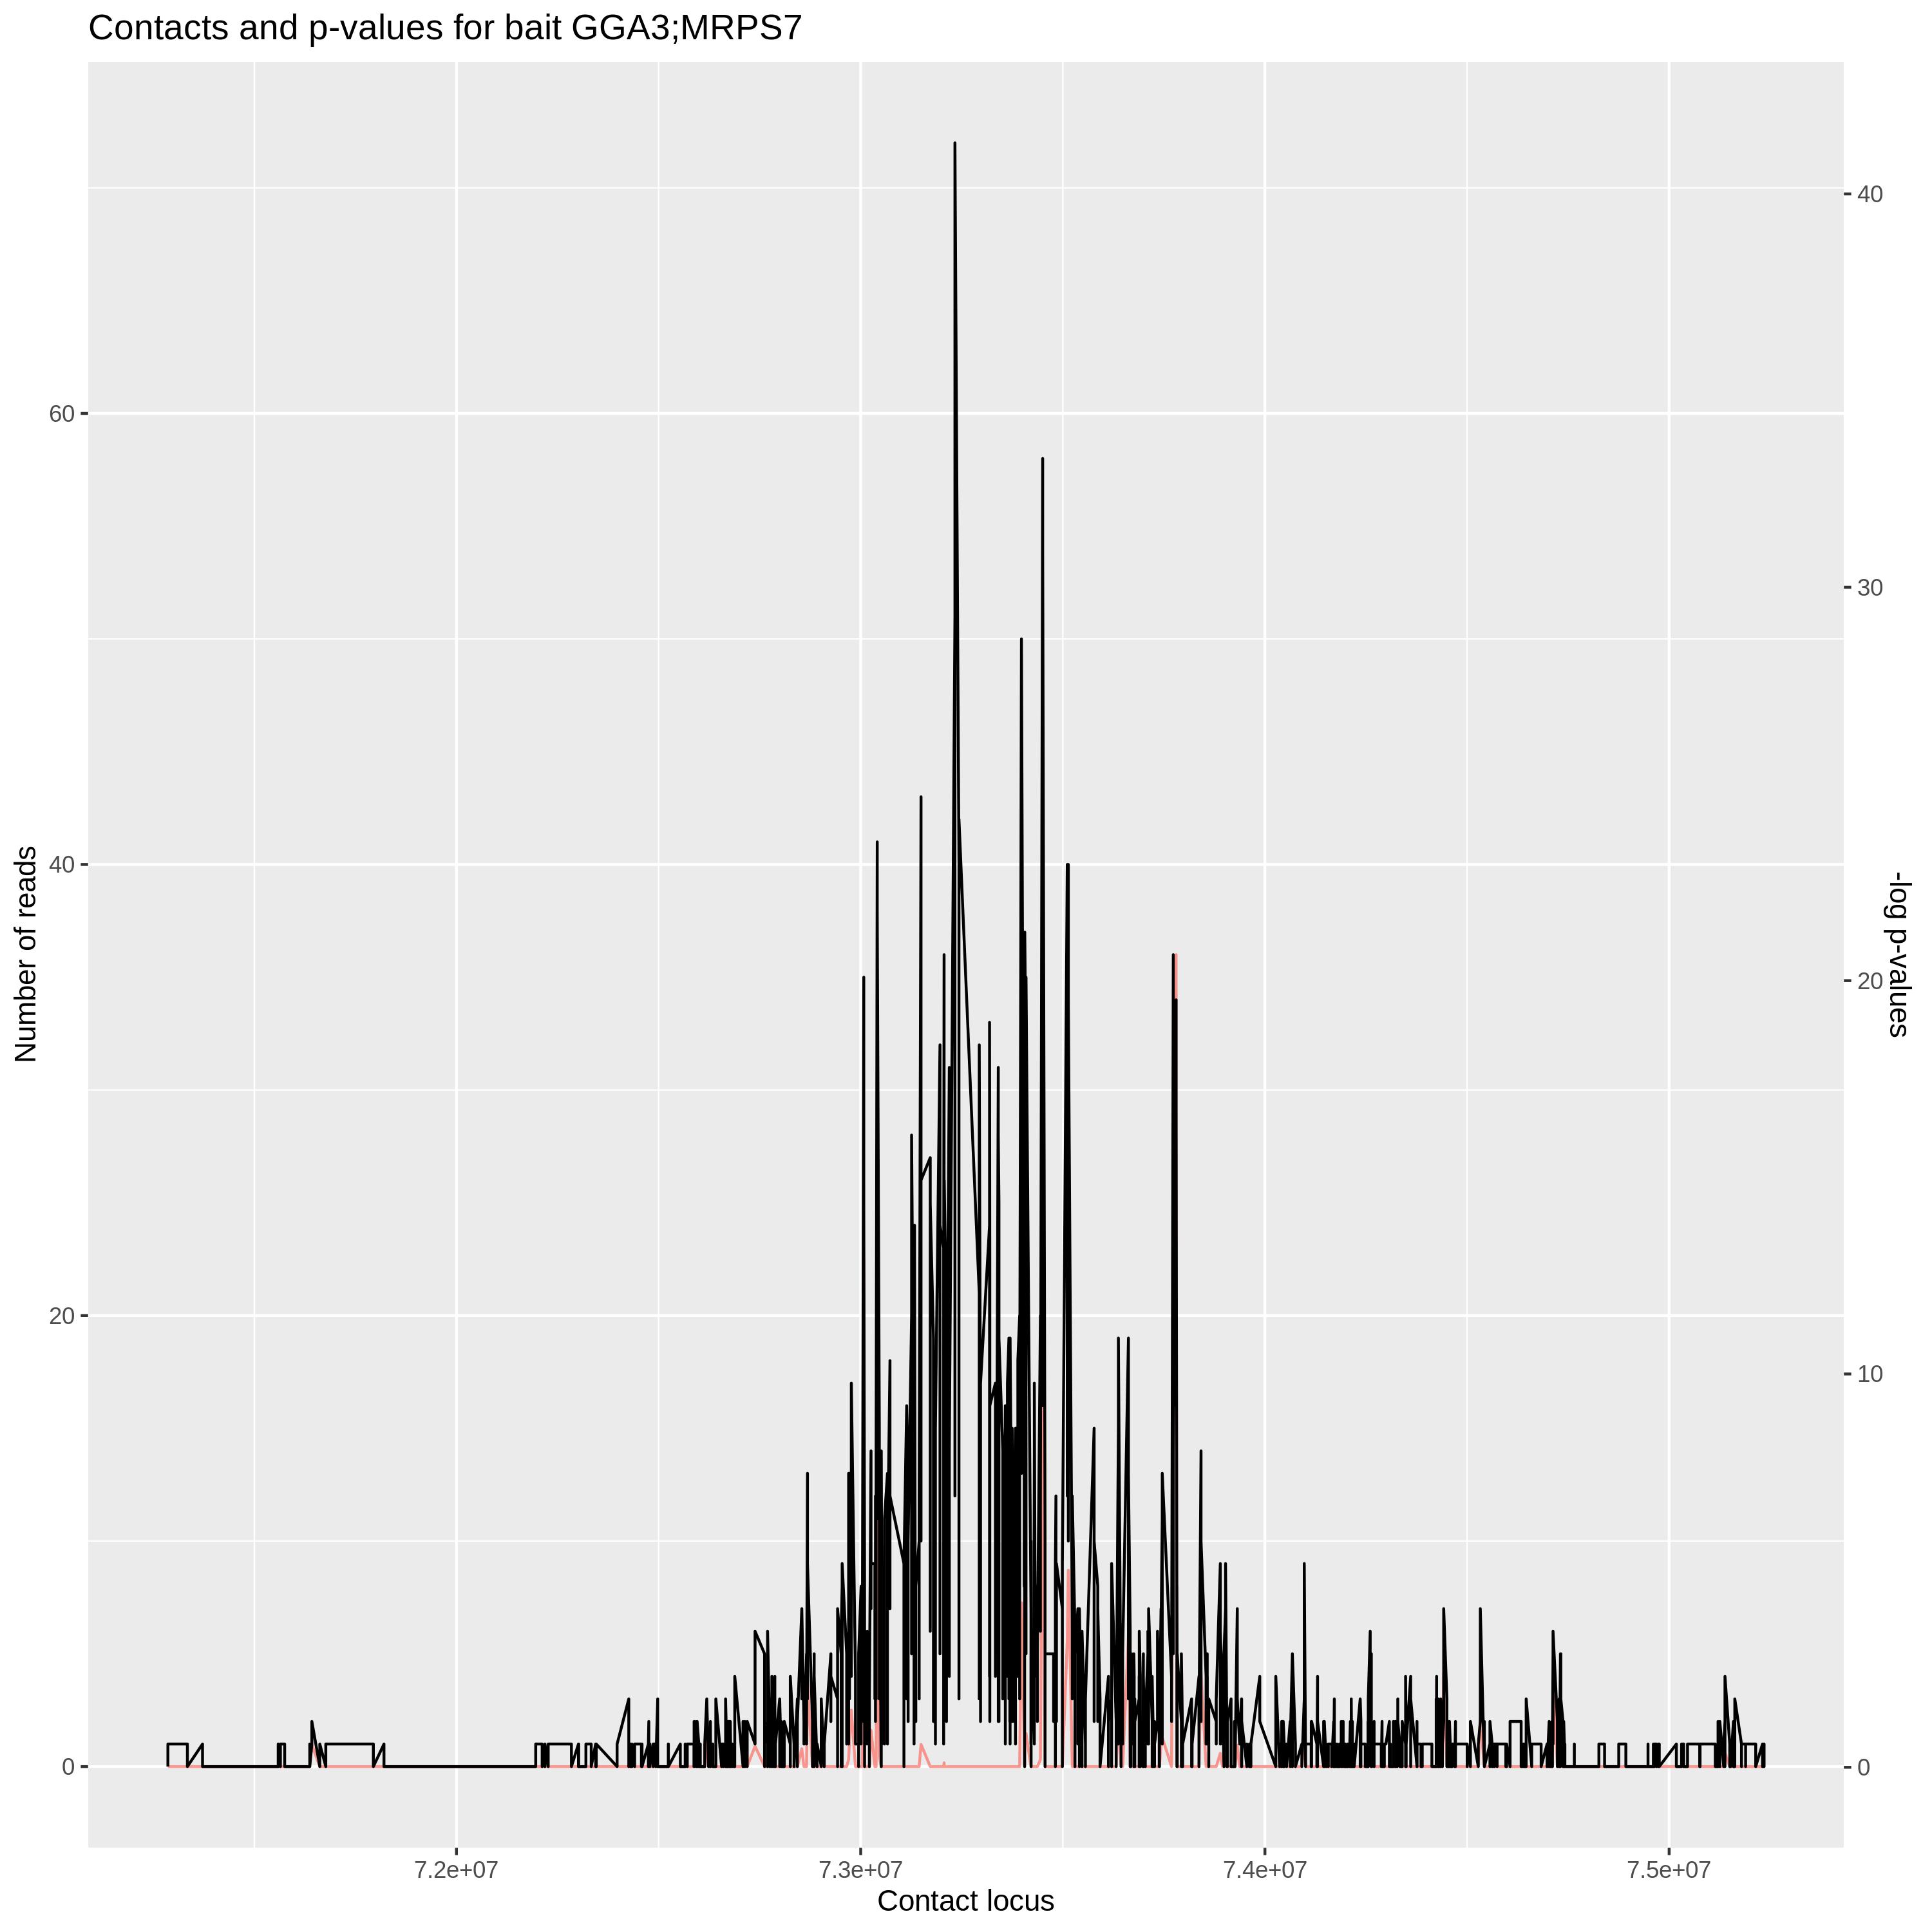 Contacts and p-values for bait GGA3;MRPS7
60
40
20
0
Number of reads
40
30
20
10
0
-log p-values
7.2e+07
7.3e+07
7.4e+07
7.5e+07
Contact locus